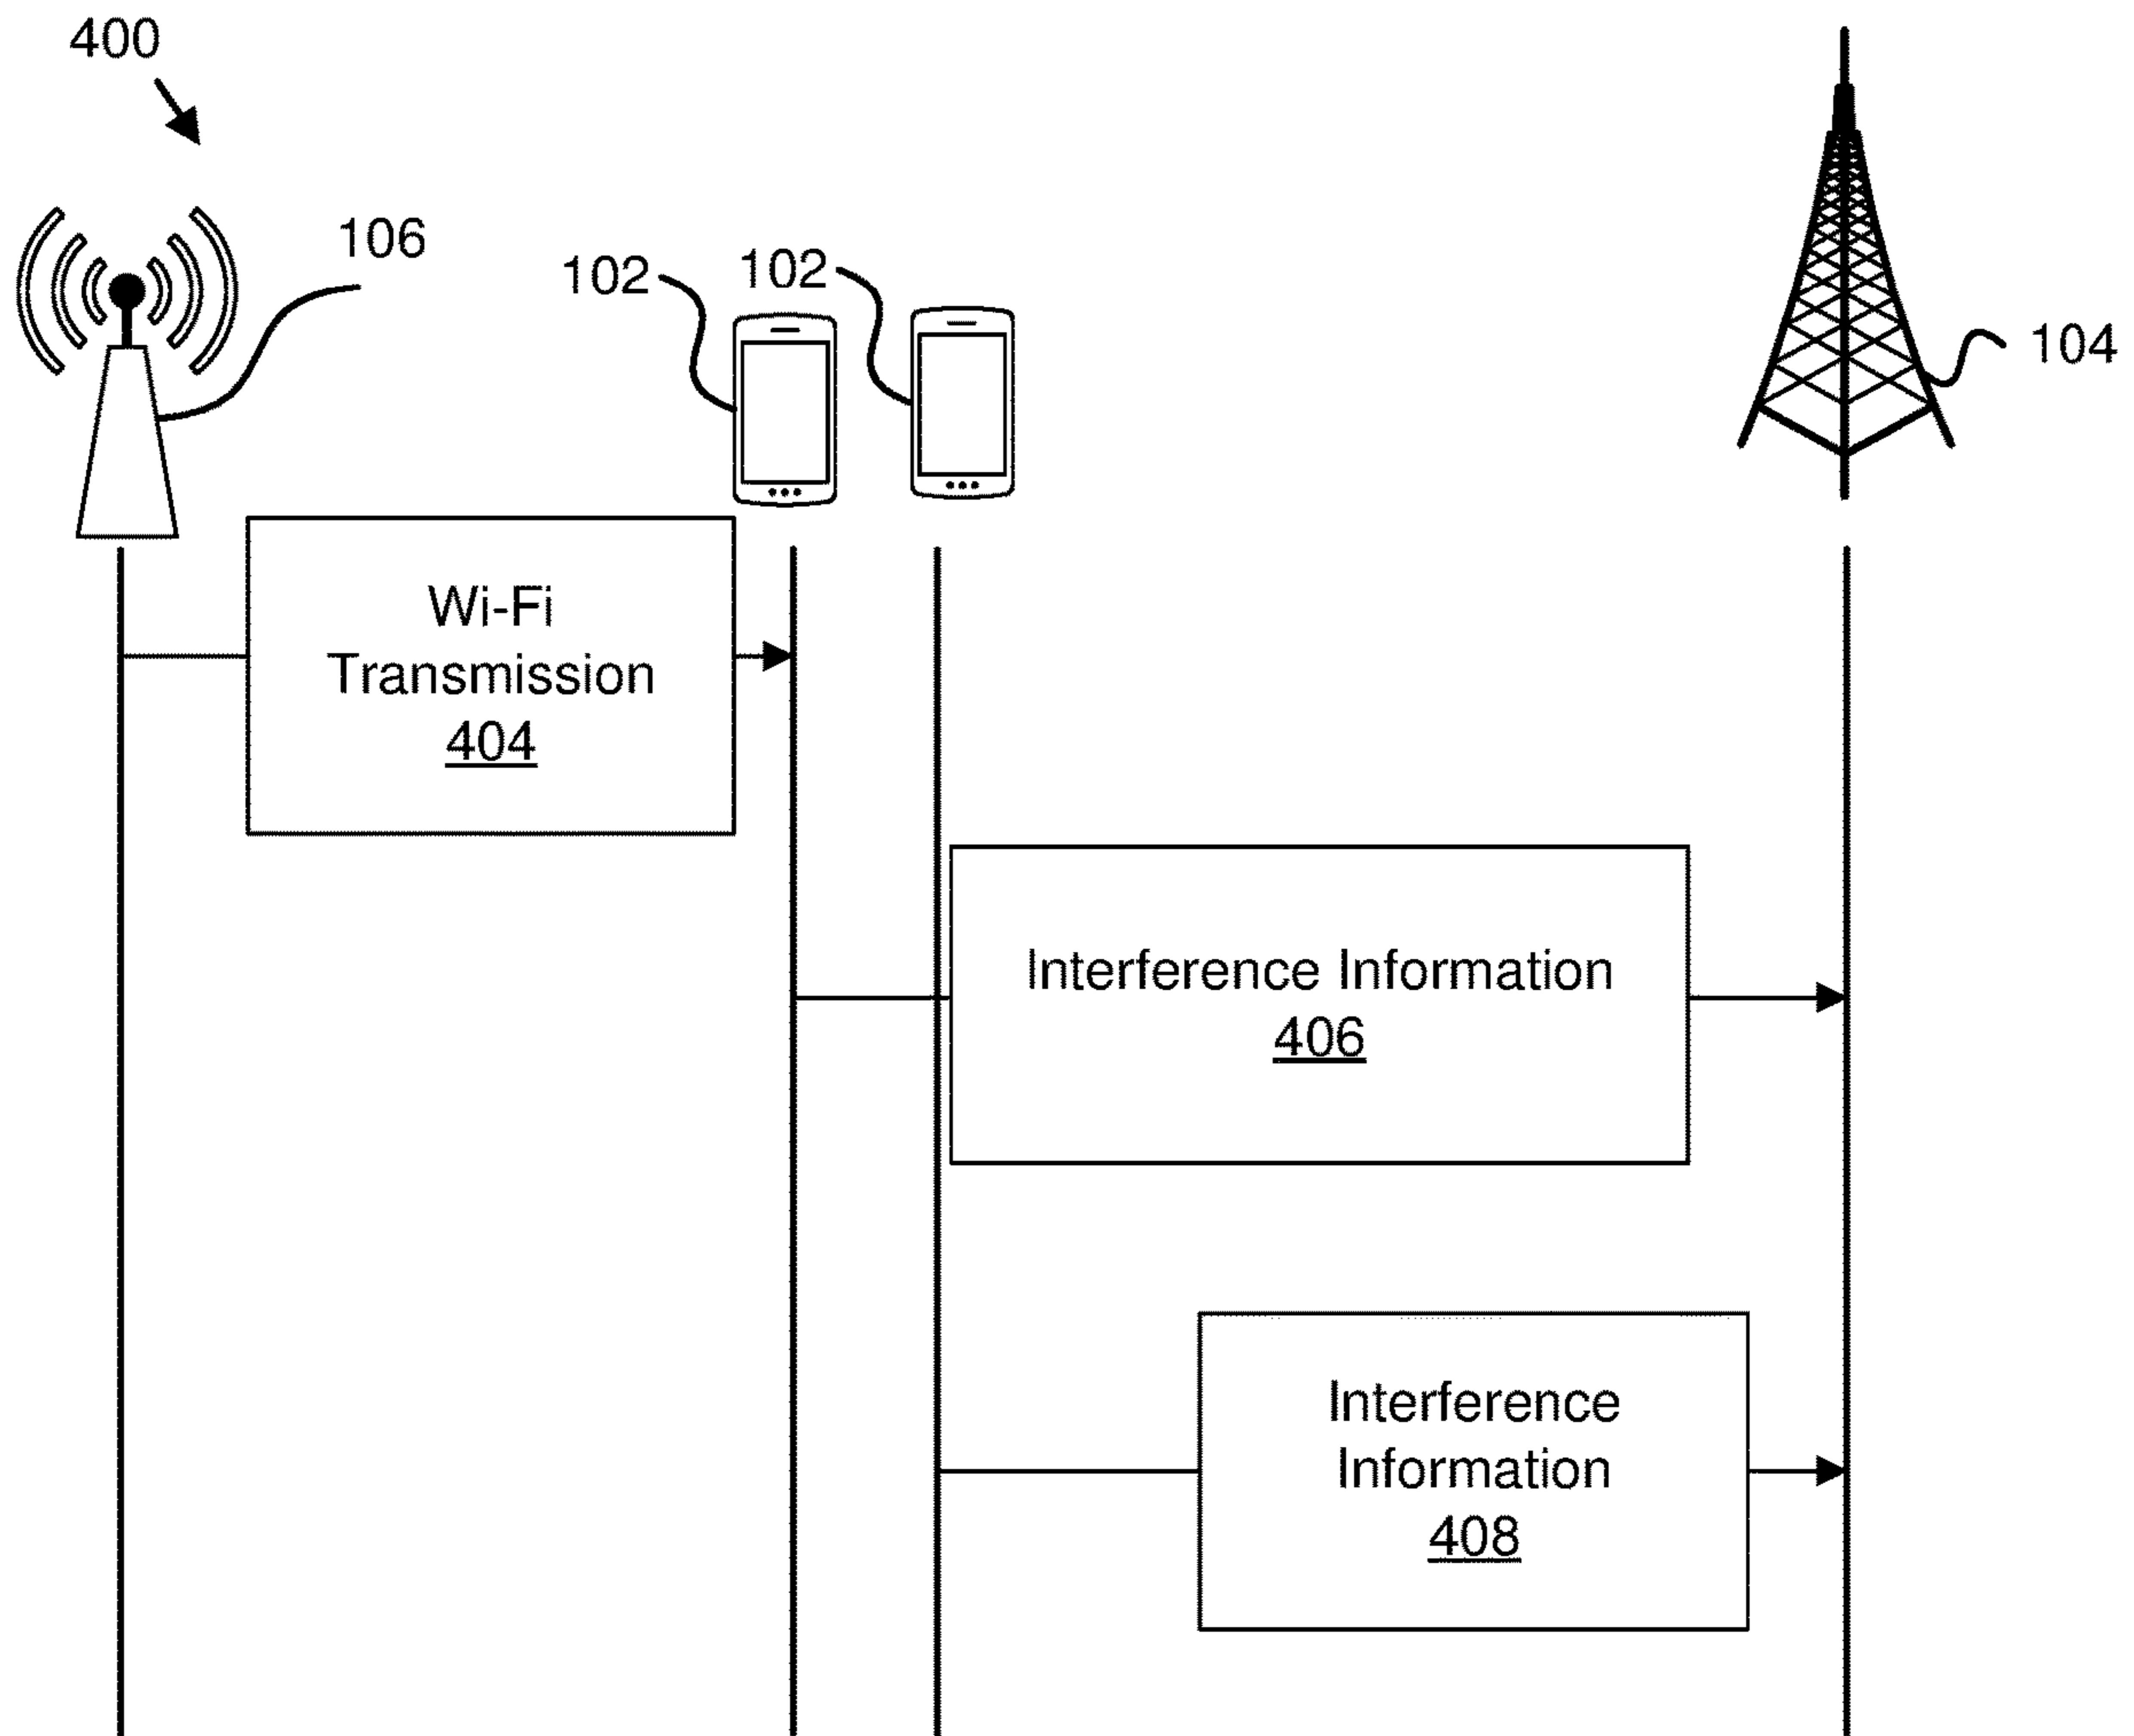 400
106
102
102
104
Wi-Fi
Transmission
404
Interference Information
406
Interference
Information
408